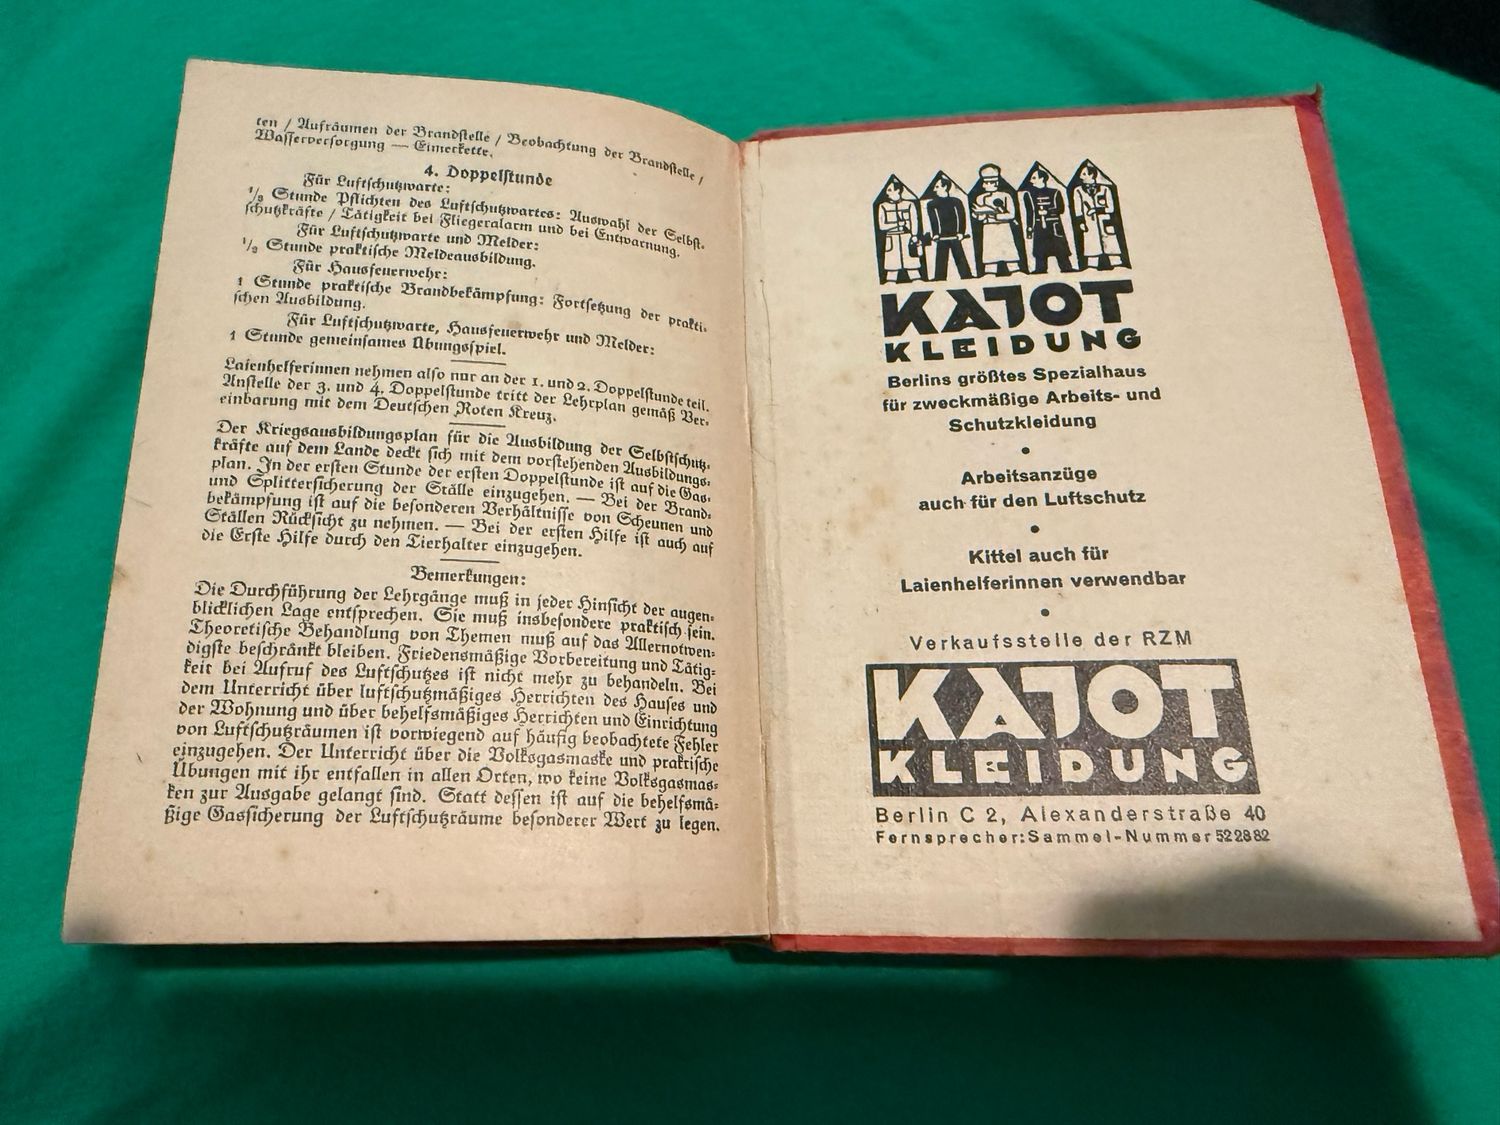 ten / Aufräumen der Brandstelle / Beobachtung der Brandstelle /
Wasserversorgung — Eimerkette.
4. Doppelstunde
Für Luftschutzwarte:
1/2 Stunde Pflichten des Luftschutzwartes: Auswahl der Selbst-
schutzkräfte / Tätigkeit bei Fliegeralarm und bei Entwarnung.
Für Luftschutzwarte und Melder:
1/2 Stunde praktische Meldeausbildung.
Für Hausfeuerwehr:
1 Stunde praktische Brandbekämpfung: Fortsetzung der prakti-
schen Ausbildung.
Für Luftschutzwarte, Hausfeuerwehr und Melder:
1 Stunde gemeinsames Übungsspiel.
Laienhelferinnen nehmen also nur an der 1. und 2. Doppelstunde teil.
Anstelle der 3. und 4. Doppelstunde tritt der Lehrplan gemäß Ver-
einbarung mit dem Deutschen Roten Kreuz.
Der Kriegsausbildungsplan für die Ausbildung der Selbstschutz-
kräfte auf dem Lande deckt sich mit dem vorstehenden Ausbildungs-
plan. In der ersten Stunde der ersten Doppelstunde ist auf die Gas-
und Splittersicherung der Ställe einzugehen. — Bei der Brand-
bekämpfung ist auf die besonderen Verhältnisse von Scheunen und
Ställen Rücksicht zu nehmen. — Bei der ersten Hilfe ist auch auf
die Erste Hilfe durch den Tierhalter einzugehen.
Bemerkungen:
Die Durchführung der Lehrgänge muß in jeder Hinsicht der augen-
blicklichen Lage entsprechen. Sie muß insbesondere praktisch sein.
Theoretische Behandlung von Themen muß auf das Allernotwen-
digste beschränkt bleiben. Friedensmäßige Vorbereitung und Tätig-
keit bei Aufruf des Luftschutzes ist nicht mehr zu behandeln. Bei
dem Unterricht über luftschutzmäßiges Herrichten des Hauses und
der Wohnung und über behelfsmäßiges Herrichten und Einrichtung
von Luftschutzräumen ist vorwiegend auf häufig beobachtete Fehler
einzugehen. Der Unterricht über die Volksgasmaske und praktische
Übungen mit ihr entfallen in allen Orten, wo keine Volksgasmas-
ken zur Ausgabe gelangt sind. Statt dessen ist auf die behelfsmä-
ßige Gassicherung der Luftschutzräume besonderer Wert zu legen.
KAJOT
KLEIDUNG
Berlins größtes Spezialhaus
für zweckmäßige Arbeits- und
Schutzkleidung
•
Arbeitsanzüge
auch für den Luftschutz
•
Kittel auch für
Laienhelferinnen verwendbar
•
Verkaufsstelle der RZM
KAJOT
KLEIDUNG
Berlin C 2, Alexanderstraße 40
Fernsprecher: Sammel-Nummer 52 28 82